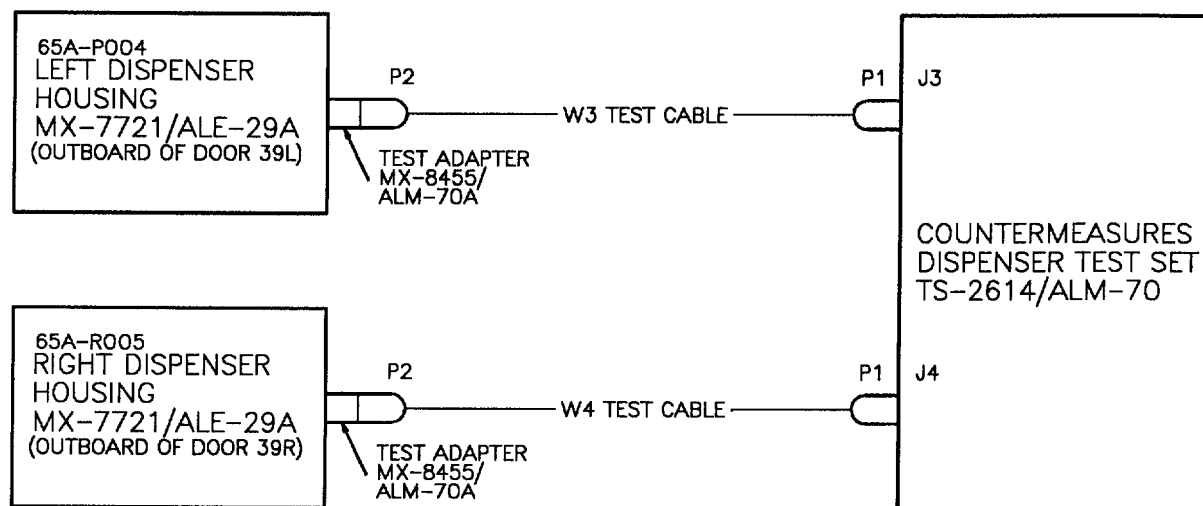 65A-P004
LEFT DISPENSER
HOUSING
MX-7721/ALE-29A
(OUTBOARD OF DOOR 39L)
P2
TEST ADAPTER
MX-8455/
ALM-70A
W3 TEST CABLE
P1
J3
COUNTERMEASURES
DISPENSER TEST SET
TS-2614/ALM-70
65A-R005
RIGHT DISPENSER
HOUSING
MX-7721/ALE-29A
(OUTBOARD OF DOOR 39R)
P2
TEST ADAPTER
MX-8455/
ALM-70A
W4 TEST CABLE
P1
J4